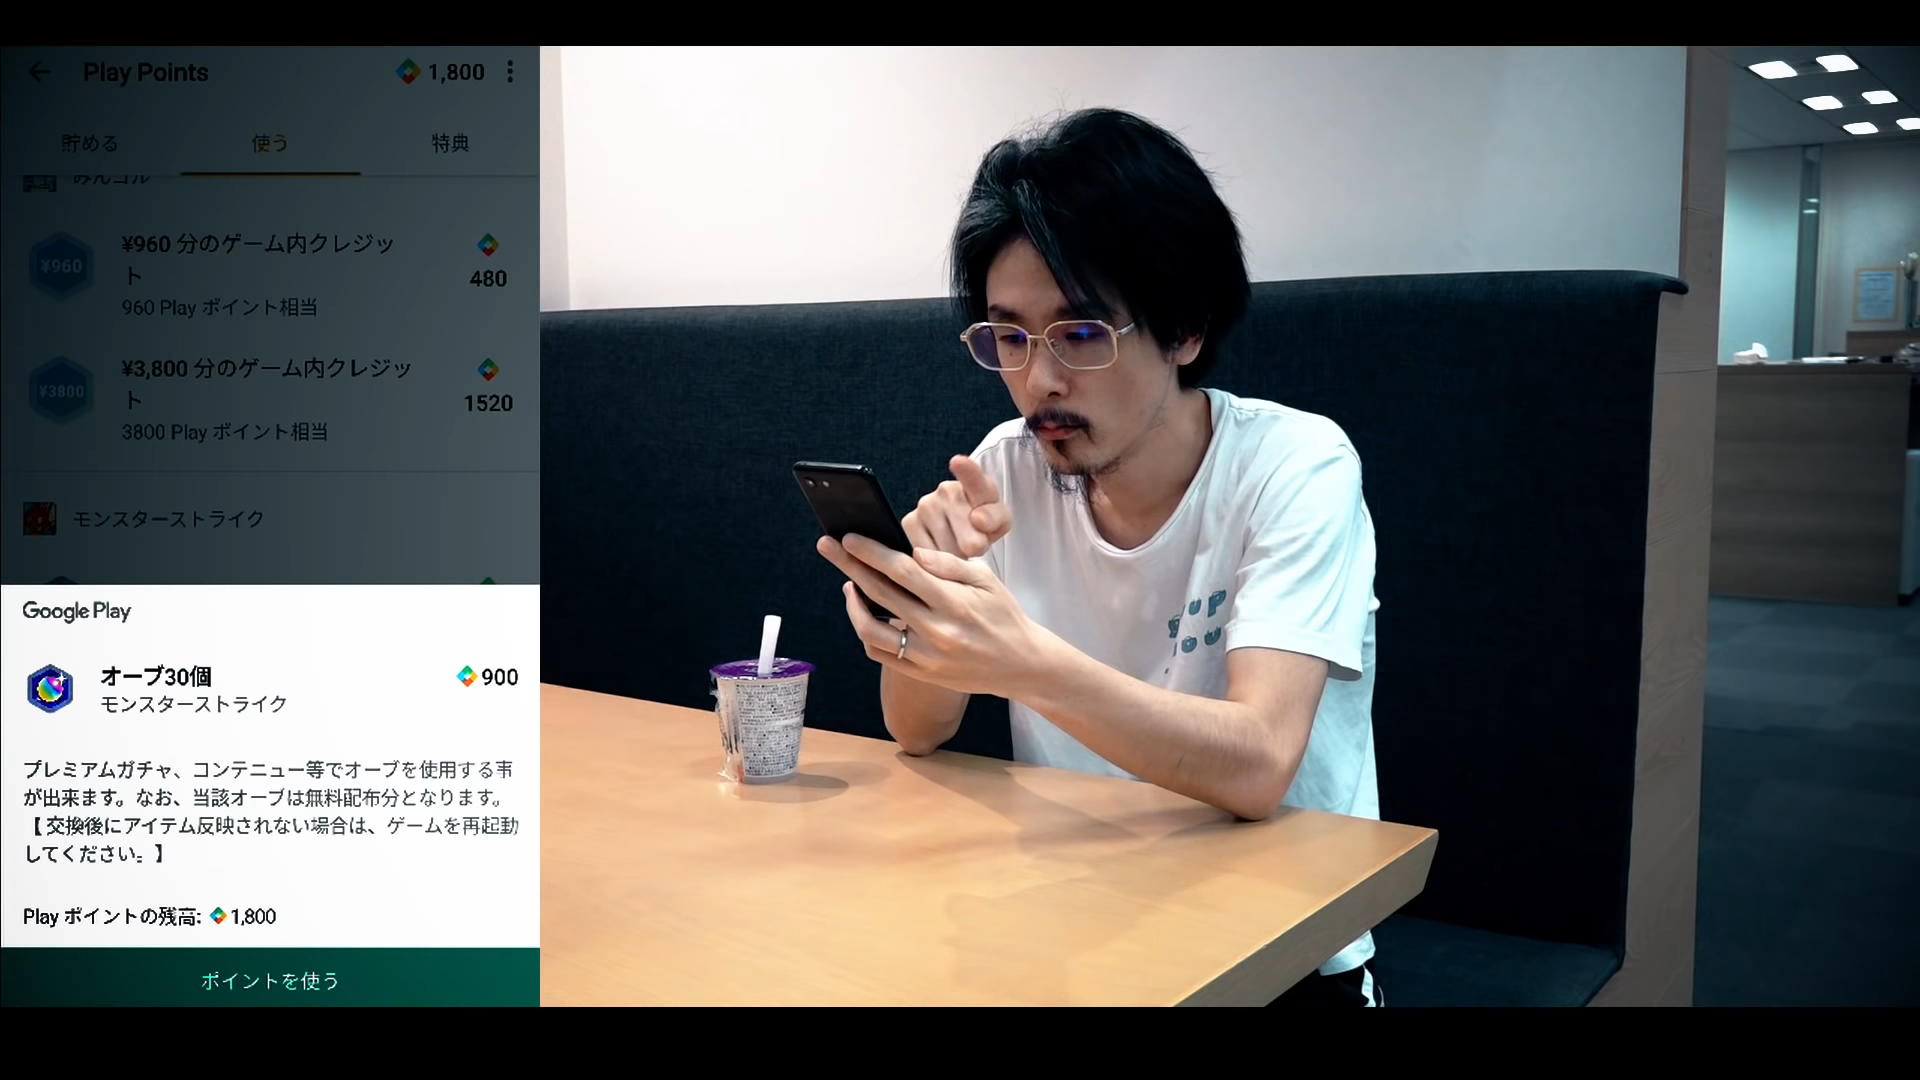 Play Points
1,800
貯める
使う
特典
みんゴル
¥960
¥960 分のゲーム内クレジッ
ト
960 Play ポイント相当
480
¥3800
¥3,800 分のゲーム内クレジッ
ト
3800 Play ポイント相当
1520
モンスターストライク
Google Play
オーブ30個
900
モンスターストライク
プレミアムガチャ、コンテニュー等でオーブを使用する事
が出来ます。なお、当該オーブは無料配布分となります。
【 交換後にアイテム反映されない場合は、ゲームを再起動
してください。】
Play ポイントの残高: 1,800
ポイントを使う